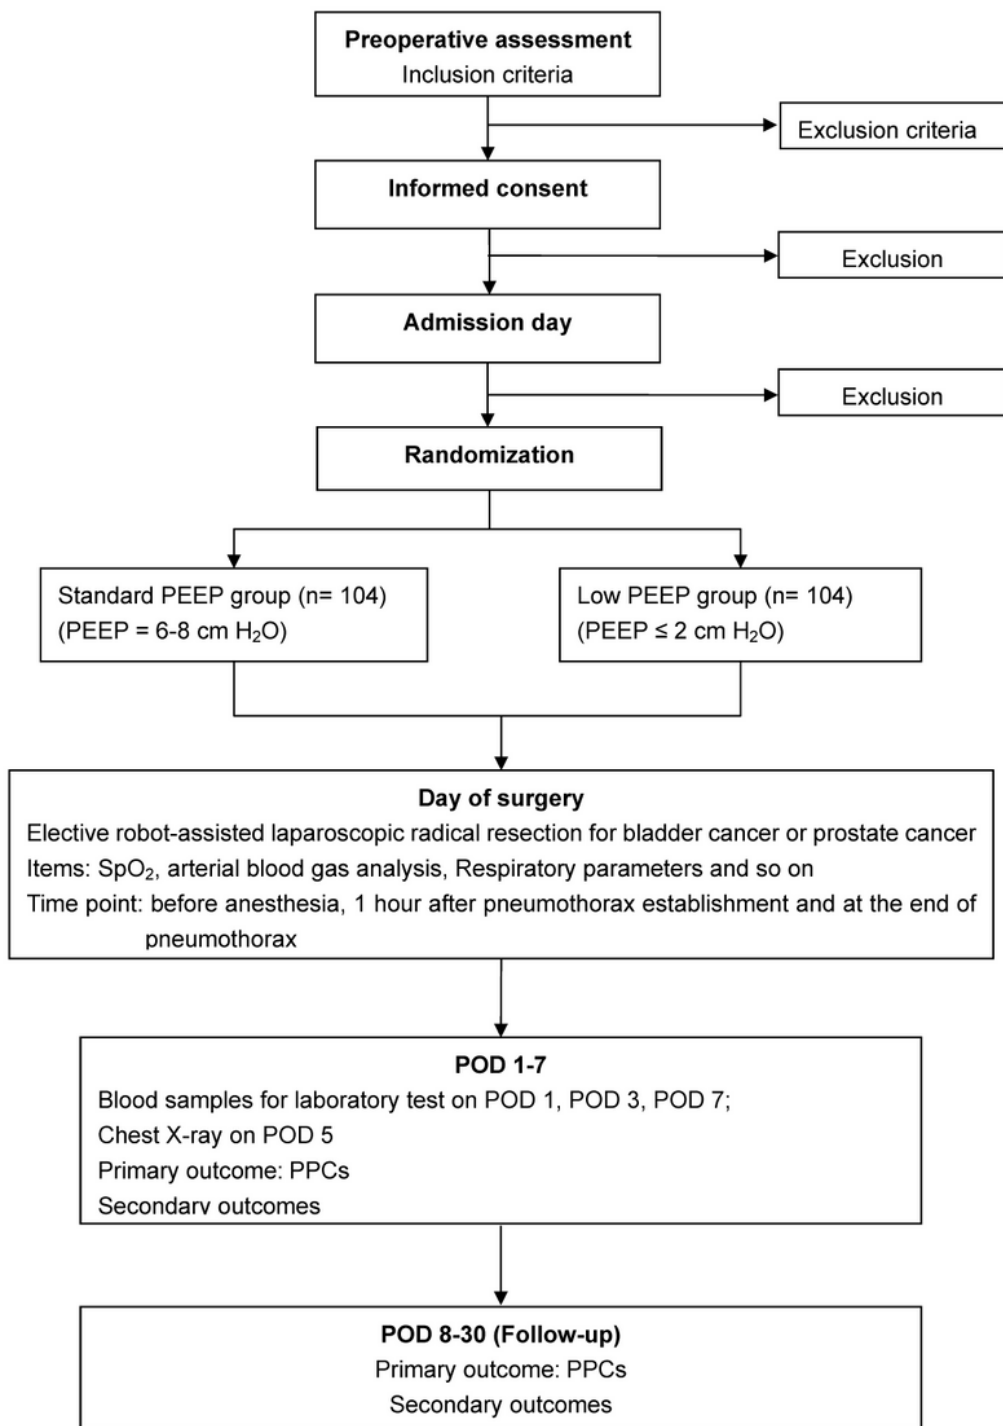 Preoperative assessment
Inclusion criteria
Exclusion criteria
Informed consent
Exclusion
Admission day
Exclusion
Randomization
Standard PEEP group (n= 104)
(PEEP = 6-8 cm H₂O)
Low PEEP group (n= 104)
(PEEP ≤ 2 cm H₂O)
Day of surgery
Elective robot-assisted laparoscopic radical resection for bladder cancer or prostate cancer
Items: SpO₂, arterial blood gas analysis, Respiratory parameters and so on
Time point: before anesthesia, 1 hour after pneumothorax establishment and at the end of
pneumothorax
POD 1-7
Blood samples for laboratory test on POD 1, POD 3, POD 7;
Chest X-ray on POD 5
Primary outcome: PPCs
Secondary outcomes
POD 8-30 (Follow-up)
Primary outcome: PPCs
Secondary outcomes